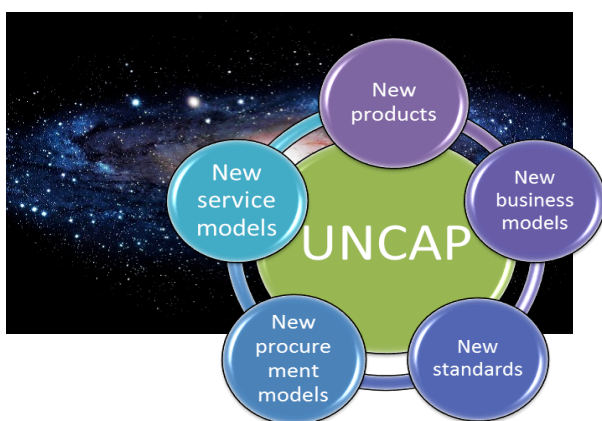 New
products
New
service
models
New
business
models
UNCAP
New
procure
ment
models
New
standards